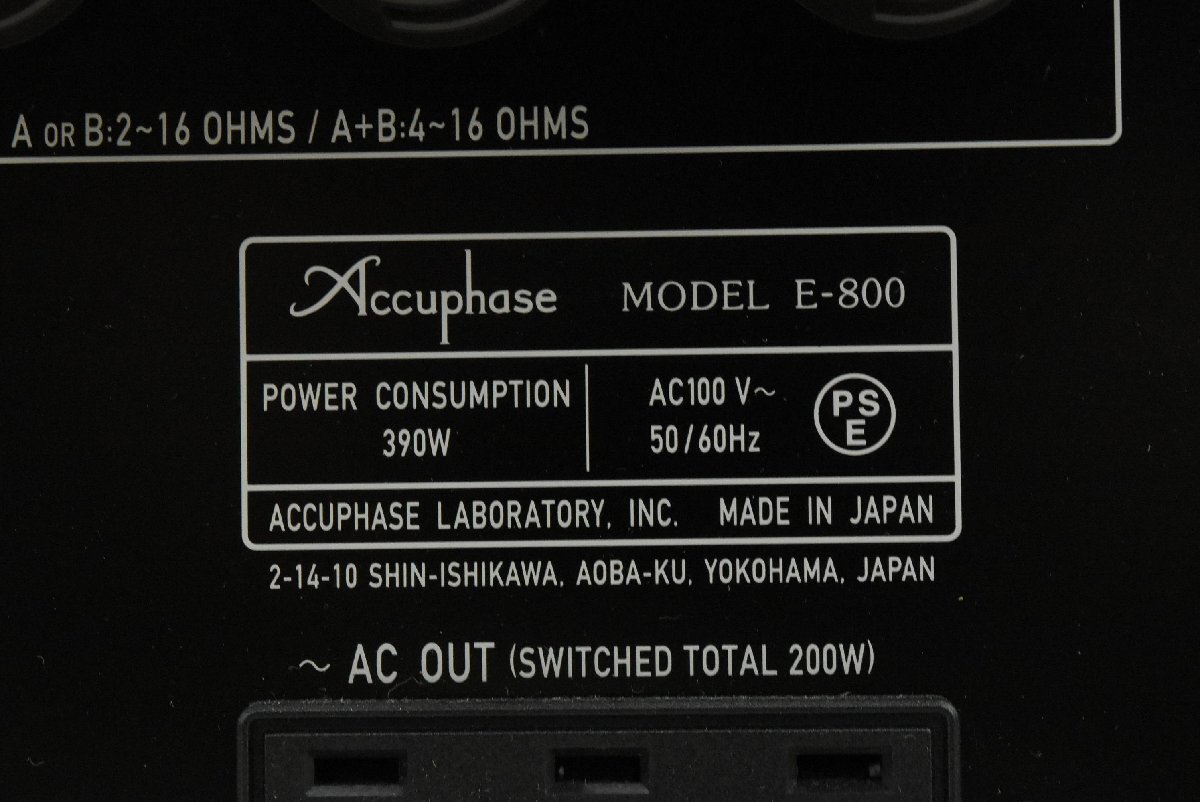 A OR B:2~16 OHMS / A+B:4~16 OHMS
Accuphase MODEL E-800
POWER CONSUMPTION
390W
AC100 V~
50/60Hz
PS
E
ACCUPHASE LABORATORY, INC. MADE IN JAPAN
2-14-10 SHIN-ISHIKAWA, AOBA-KU, YOKOHAMA, JAPAN
~ AC OUT (SWITCHED TOTAL 200W)